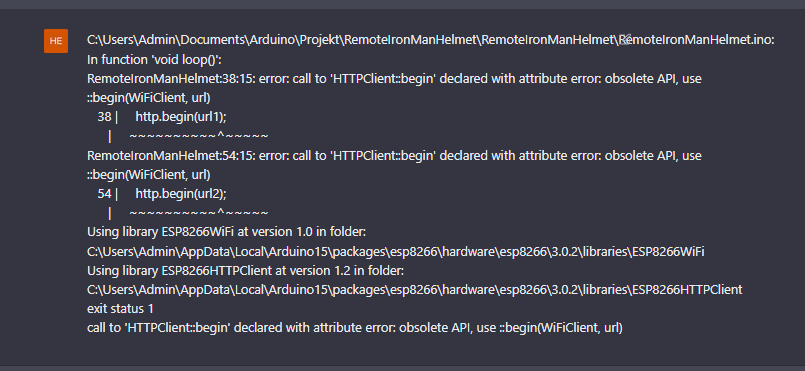 HE
C:\Users\Admin\Documents\Arduino\Projekt\RemoteIronManHelmet\RemoteIronManHelmet\RemoteIronManHelmet.ino:
In function 'void loop()':
RemoteIronManHelmet:38:15: error: call to 'HTTPClient::begin' declared with attribute error: obsolete API, use
::begin(WiFiClient, url)
38 |     http.begin(url1);
|     ~~~~~~~~~~^~~~~~
RemoteIronManHelmet:54:15: error: call to 'HTTPClient::begin' declared with attribute error: obsolete API, use
::begin(WiFiClient, url)
54 |     http.begin(url2);
|     ~~~~~~~~~~^~~~~~
Using library ESP8266WiFi at version 1.0 in folder:
C:\Users\Admin\AppData\Local\Arduino15\packages\esp8266\hardware\esp8266\3.0.2\libraries\ESP8266WiFi
Using library ESP8266HTTPClient at version 1.2 in folder:
C:\Users\Admin\AppData\Local\Arduino15\packages\esp8266\hardware\esp8266\3.0.2\libraries\ESP8266HTTPClient
exit status 1
call to 'HTTPClient::begin' declared with attribute error: obsolete API, use ::begin(WiFiClient, url)